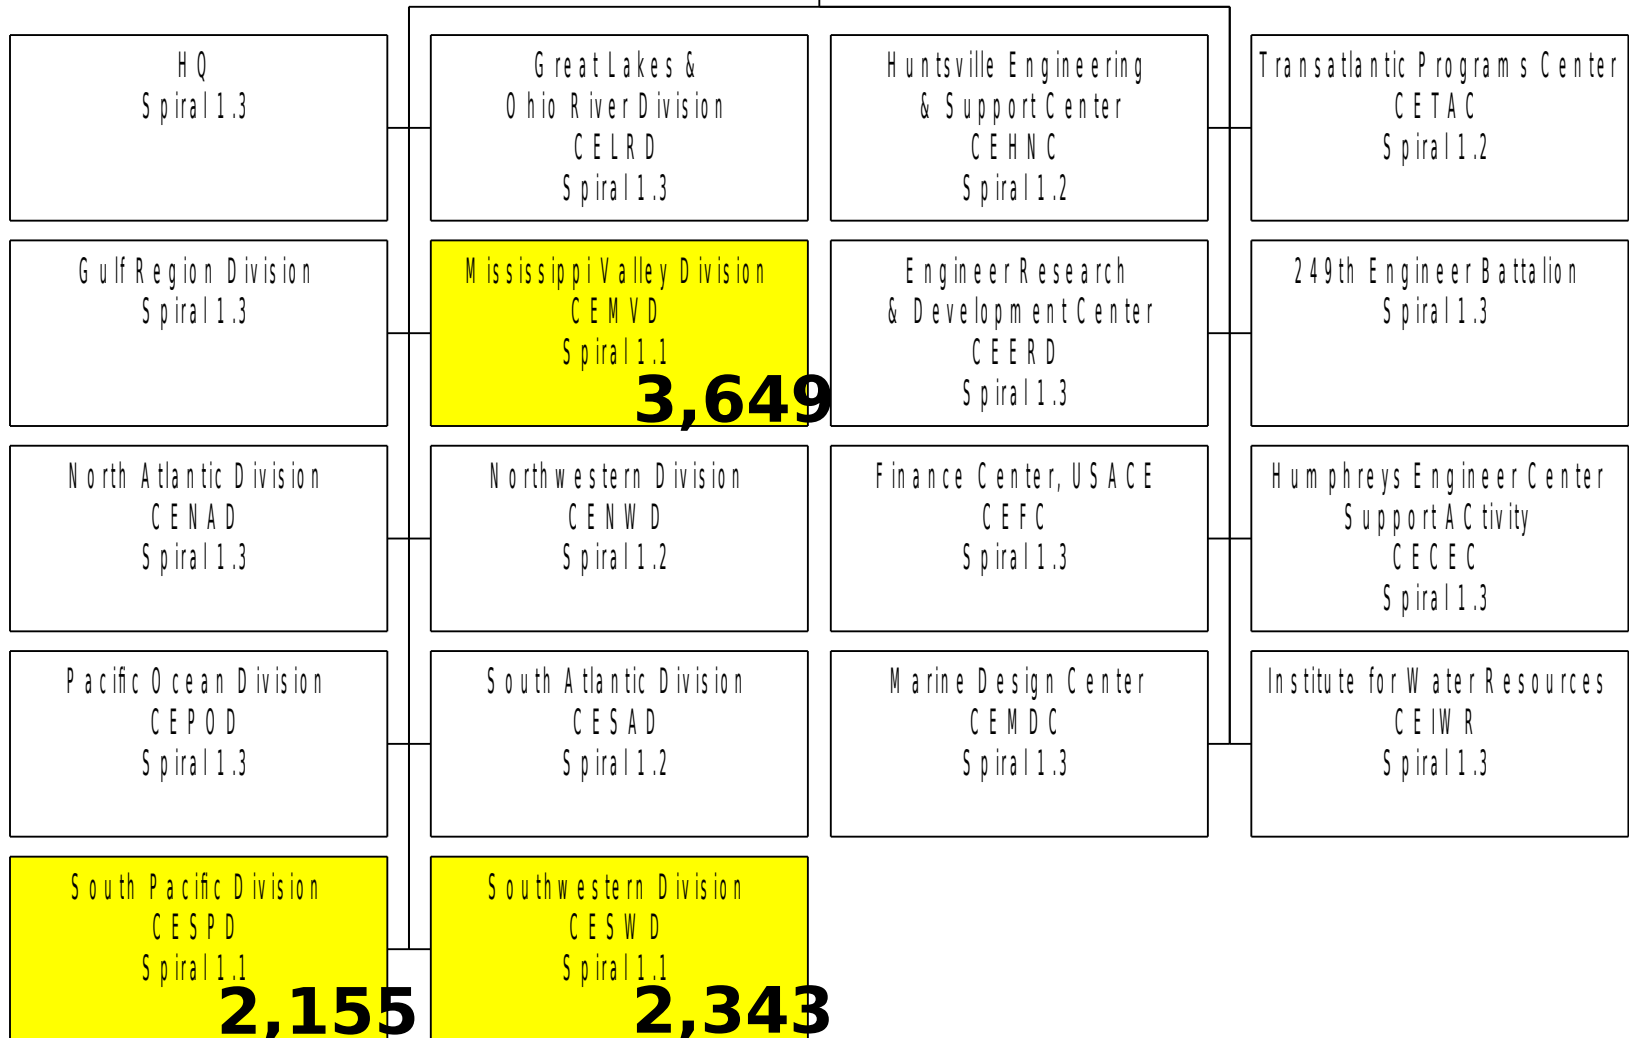 HQ
Spiral 1.3
Great Lakes &
Ohio River Division
CELRD
Spiral 1.3
Huntsville Engineering
& Support Center
CEHNC
Spiral 1.2
Transatlantic Programs Center
CETAC
Spiral 1.2
Gulf Region Division
Spiral 1.3
Mississippi Valley Division
CEMVD
Spiral 1.1
3,649
Engineer Research
& Development Center
CEERD
Spiral 1.3
249th Engineer Battalion
Spiral 1.3
North Atlantic Division
CENAD
Spiral 1.3
Northwestern Division
CENWD
Spiral 1.2
Finance Center, USACE
CEFC
Spiral 1.3
Humphreys Engineer Center
Support ACtivity
CECEC
Spiral 1.3
Pacific Ocean Division
CEPOD
Spiral 1.3
South Atlantic Division
CESAD
Spiral 1.2
Marine Design Center
CEMDC
Spiral 1.3
Institute for Water Resources
CEIWR
Spiral 1.3
South Pacific Division
CESPD
Spiral 1.1
2,155
Southwestern Division
CESWD
Spiral 1.1
2,343